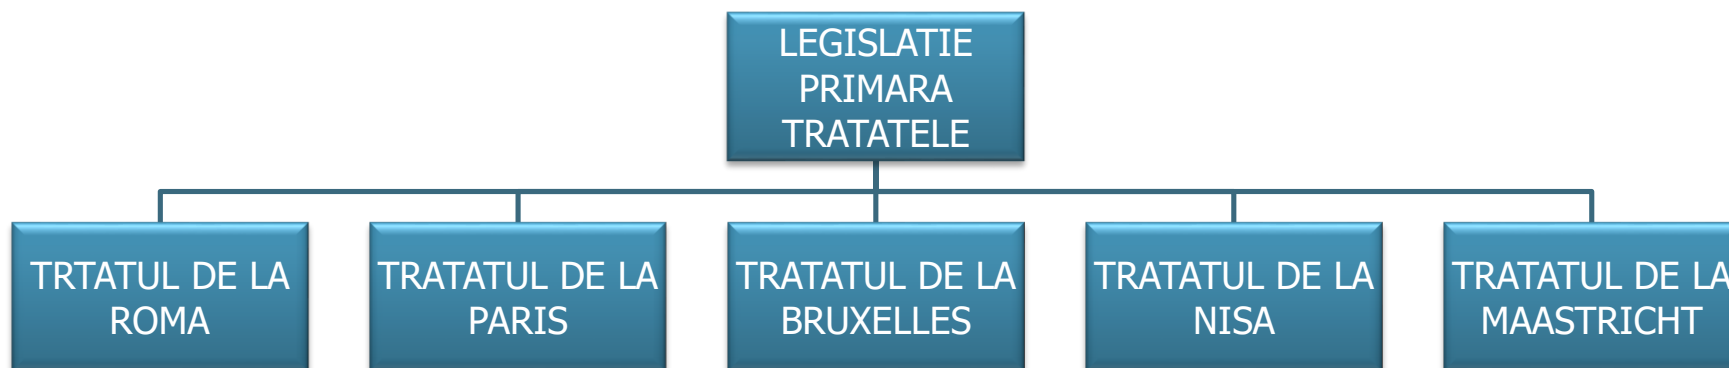 LEGISLATIE
PRIMARA
TRATATELE
TRTATUL DE LA
ROMA
TRATATUL DE LA
PARIS
TRATATUL DE LA
BRUXELLES
TRATATUL DE LA
NISA
TRATATUL DE LA
MAASTRICHT